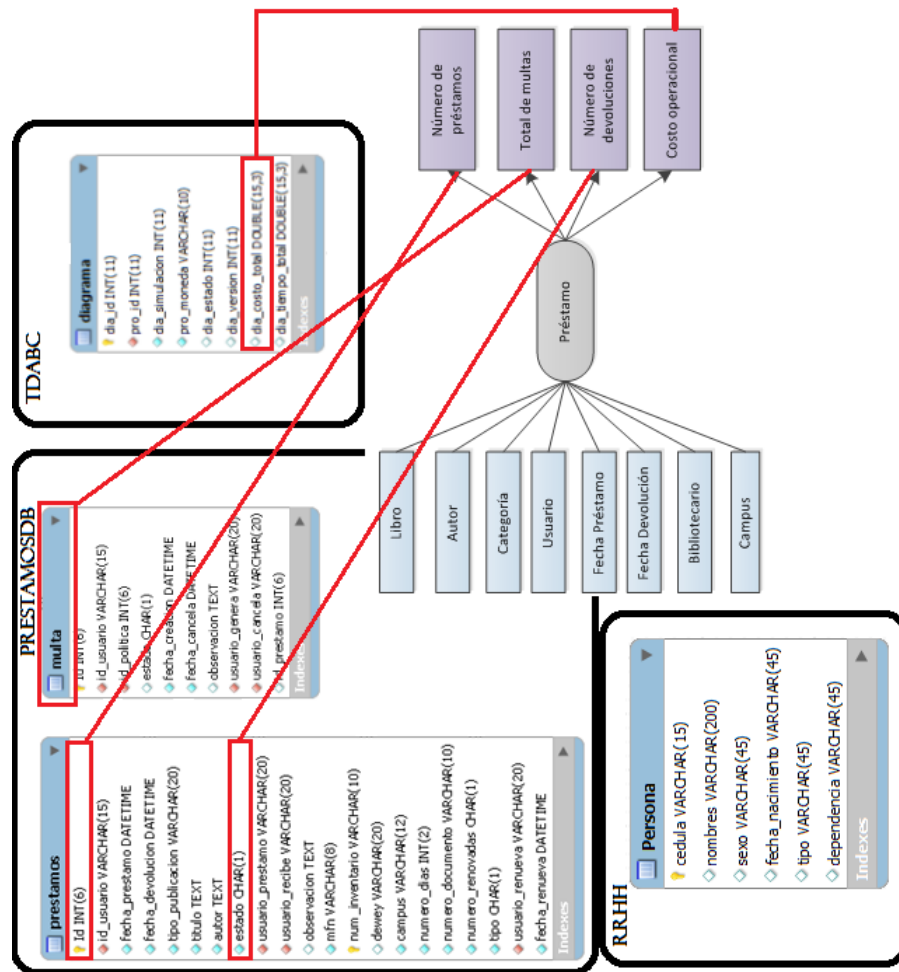 PRESTAMOSDB
prestamos
Id INT(6)
id_usuario VARCHAR(15)
fecha_prestamo DATETIME
fecha_devolucion DATETIME
tipo_publicacion VARCHAR(20)
titulo TEXT
autor TEXT
estado CHAR(1)
usuario_prestamo VARCHAR(20)
usuario_recibe VARCHAR(20)
observacion TEXT
mfn VARCHAR(8)
num_inventario VARCHAR(10)
dewey VARCHAR(20)
campus VARCHAR(12)
numero_dias INT(2)
numero_documento VARCHAR(10)
numero_renovadas CHAR(1)
tipo CHAR(1)
usuario_renueva VARCHAR(20)
fecha_renueva DATETIME
Indexes
multa
Id INT(6)
id_usuario VARCHAR(15)
id_politica INT(6)
estado CHAR(1)
fecha_creacion DATETIME
fecha_cancela DATETIME
observacion TEXT
usuario_genera VARCHAR(20)
usuario_cancela VARCHAR(20)
id_prestamo INT(6)
Indexes
TDABC
diagrama
dia_id INT(11)
pro_id INT(11)
dia_simulacion INT(11)
pro_moneda VARCHAR(10)
dia_estado INT(11)
dia_version INT(11)
dia_costo_total DOUBLE(15,3)
dia_tiempo_total DOUBLE(15,3)
Indexes
RRHH
Persona
cedula VARCHAR(15)
nombres VARCHAR(200)
sexo VARCHAR(45)
fecha_nacimiento VARCHAR(45)
tipo VARCHAR(45)
dependencia VARCHAR(45)
Indexes
Libro
Autor
Categoría
Usuario
Fecha Préstamo
Fecha Devolución
Bibliotecario
Campus
Préstamo
Número de
préstamos
Total de multas
Número de
devoluciones
Costo operacional